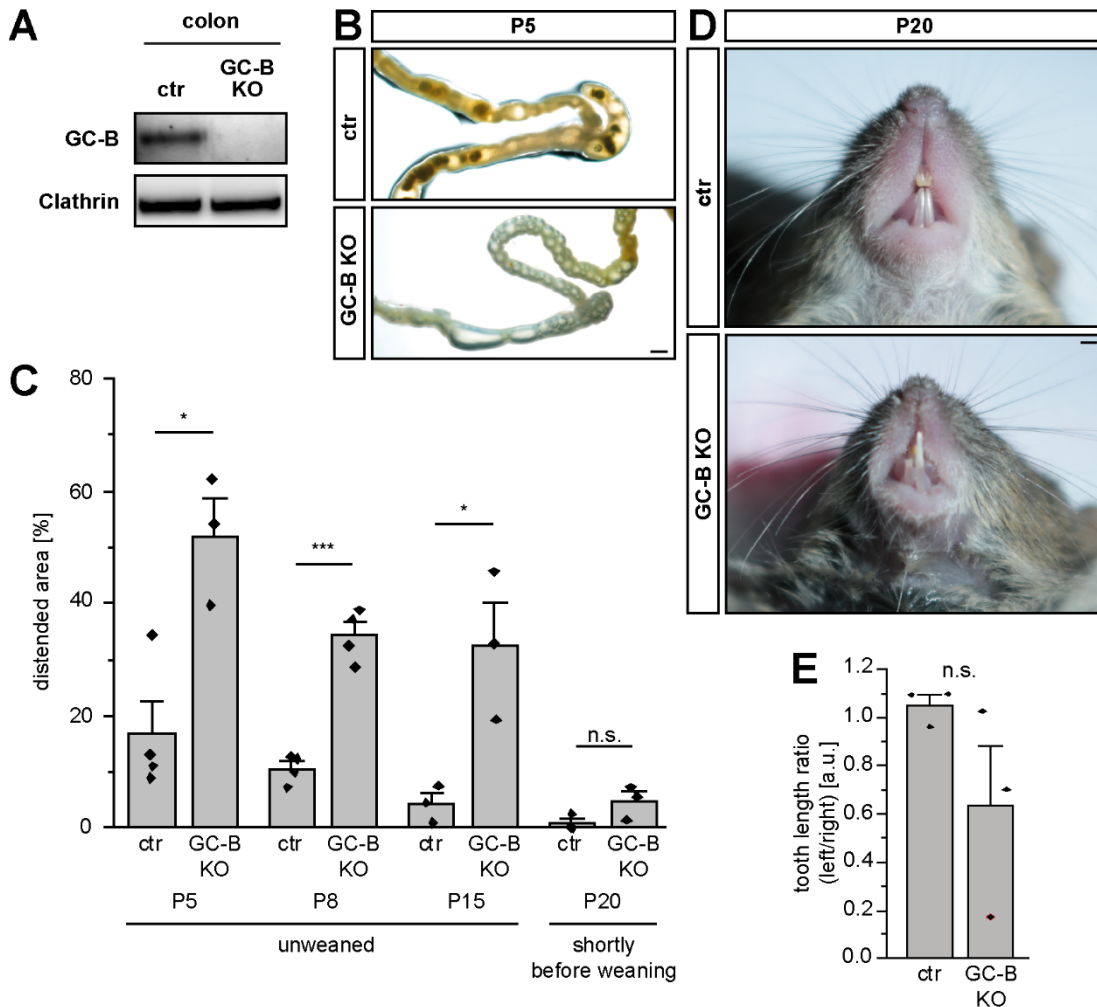 A
colon
ctr
GC-B
KO
GC-B
Clathrin
B
P5
ctr
GC-B KO
C
distended area [%]
80
60
40
20
0
*
***
*
n.s.
ctr
GC-B
KO
ctr
GC-B
KO
ctr
GC-B
KO
ctr
GC-B
KO
P5
P8
P15
P20
unweaned
shortly
before weaning
D
P20
ctr
GC-B KO
E
tooth length ratio
(left/right) [a.u.]
1.2
1.0
0.8
0.6
0.4
0.2
0.0
n.s.
ctr
GC-B
KO